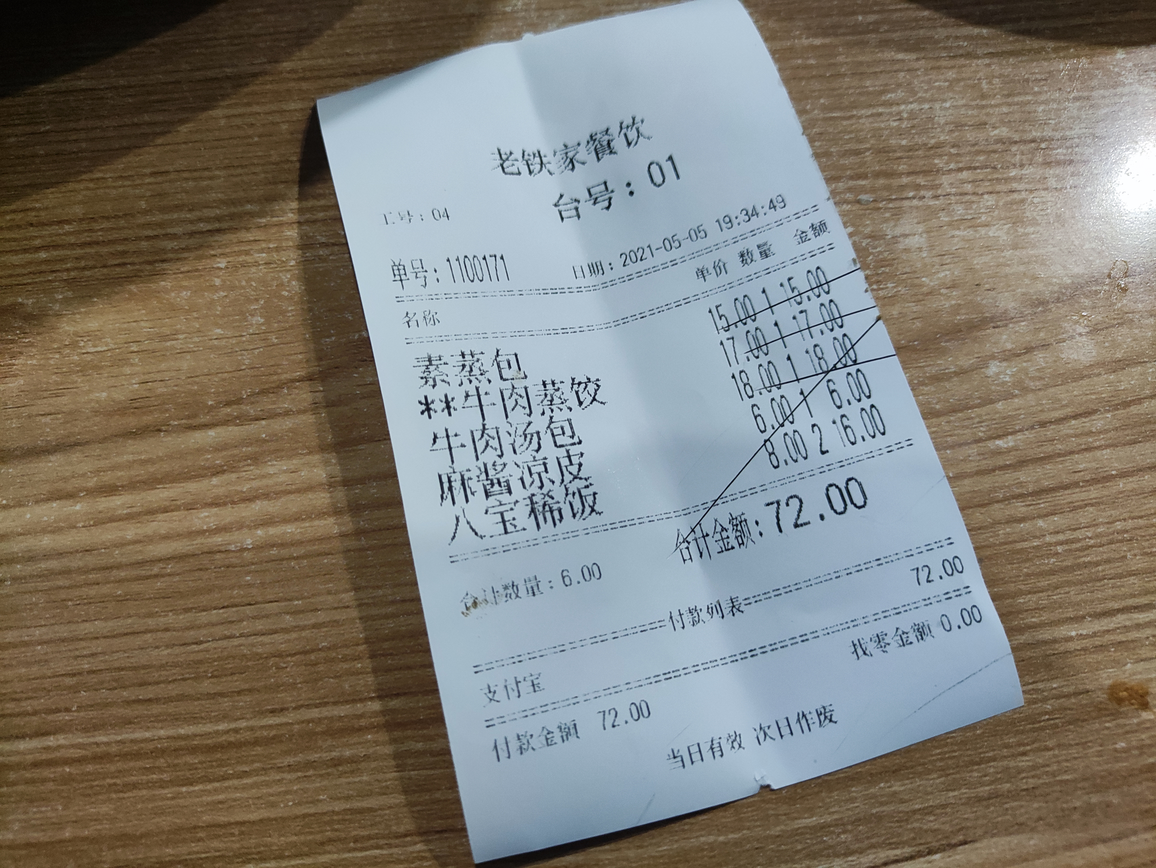 老铁家餐饮
台号：01
工号：04
单号：1100171 日期：2021-05-05 19:34:49
名称 单价 数量 金额
素蒸包 15.00 1 15.00
**牛肉蒸饺 17.00 1 17.00
牛肉汤包 18.00 1 18.00
麻酱凉皮 6.00 1 6.00
八宝稀饭 8.00 2 16.00
合计数量：6.00 合计金额：72.00
付款列表
支付宝 72.00
付款金额 72.00 找零金额 0.00
当日有效 次日作废